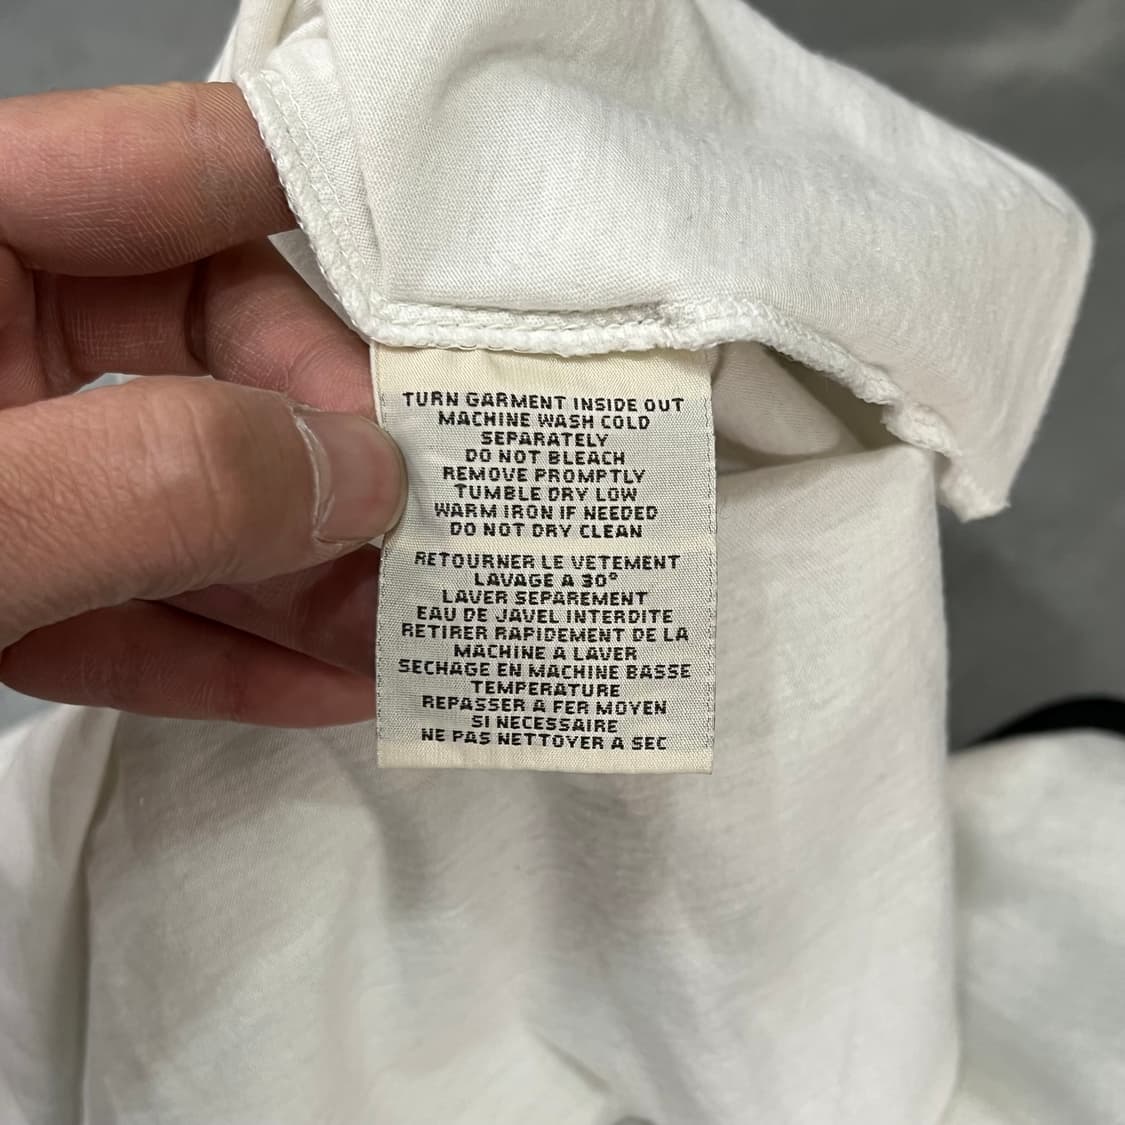 TURN GARMENT INSIDE OUT
MACHINE WASH COLD
SEPARATELY
DO NOT BLEACH
REMOVE PROMPTLY
TUMBLE DRY LOW
WARM IRON IF NEEDED
DO NOT DRY CLEAN
RETOURNER LE VETEMENT
LAVAGE A 30°
LAVER SEPAREMENT
EAU DE JAVEL INTERDITE
RETIRER RAPIDEMENT DE LA
MACHINE A LAVER
SECHAGE EN MACHINE BASSE
TEMPERATURE
REPASSER A FER MOYEN
SI NECESSAIRE
NE PAS NETTOYER A SEC